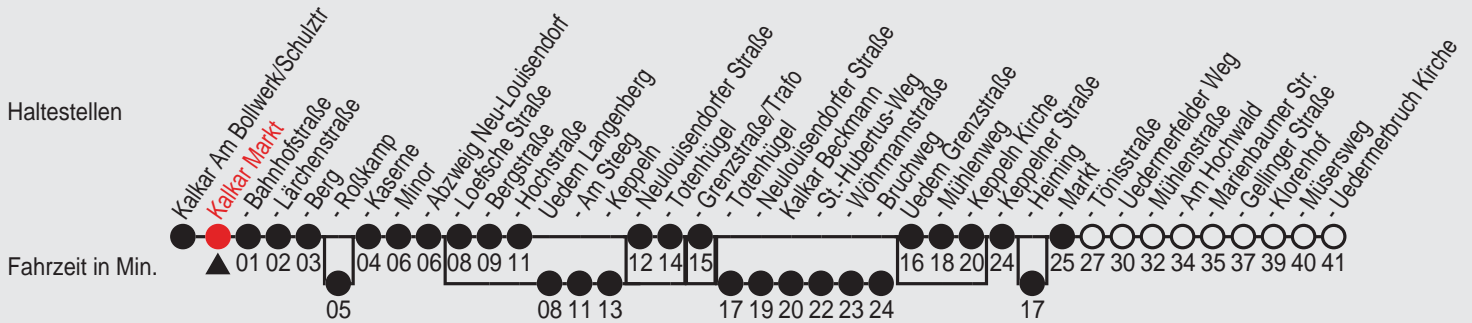 Haltestellen
Kalkar Am Bollwerk/Schulztr
Kalkar Markt
- Bahnhofstraße
- Lärchenstraße
- Berg
- Roßkamp
- Kaserne
- Minor
- Abzweig Neu-Louisendorf
- Loefsche Straße
- Bergstraße
- Hochstraße
Uedem Langenberg
- Am Steeg
- Keppeln
- Neulouisendorfer Straße
- Totenhügel
- Grenzstraße/Trafo
- Totenhügel
- Neulouisendorfer Straße
Kalkar Beckmann
- St.-Hubertus-Weg
- Wöhrmannstraße
- Bruchweg
Uedem Grenzstraße
- Mühlenweg
- Keppeln Kirche
- Keppelner Straße
- Heiming
- Markt
- Tönisstraße
- Uedermerfelder Weg
- Mühlenstraße
- Am Hochwald
- Marienbaumer Str.
- Gellinger Straße
- Klorenhof
- Müsersweg
- Uedermerbruch Kirche
Fahrzeit in Min.
01 02 03 04 06 06 08 09 11 12 14 15 16 18 20 24 25 27 30 32 34 35 37 39 40 41
05 08 11 13 17 19 20 22 23 24 17